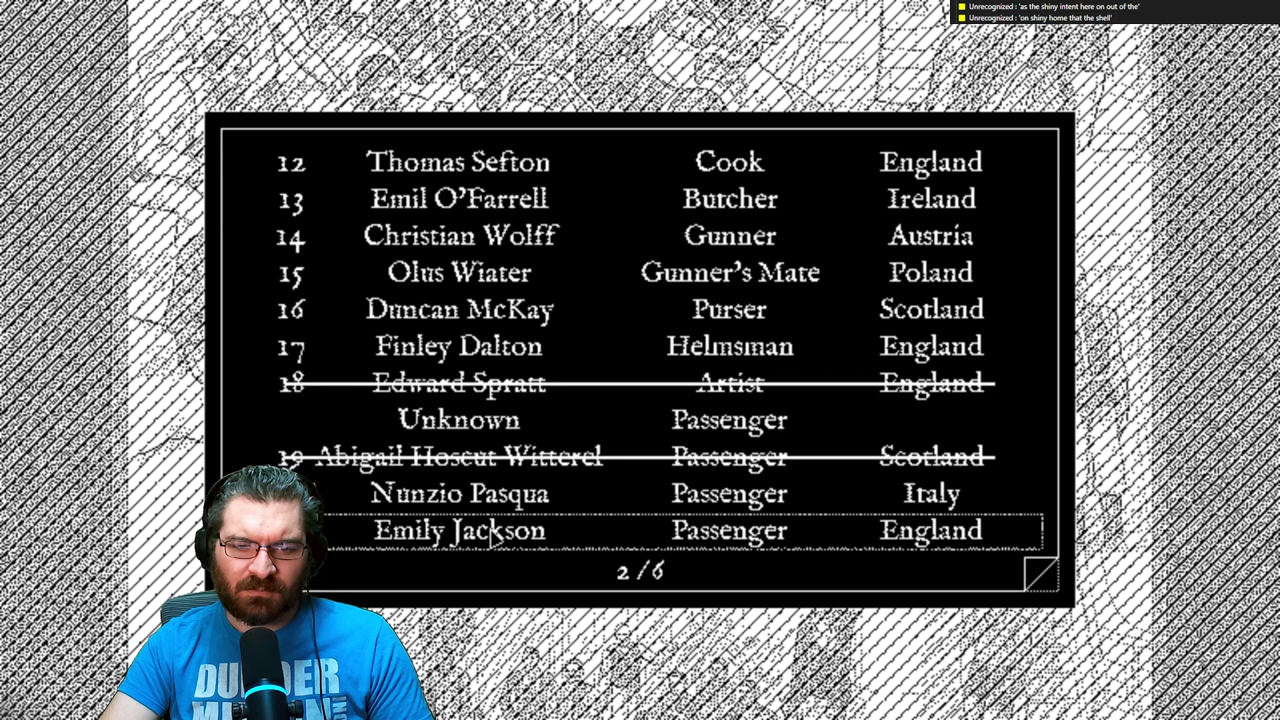 Unrecognized : 'as the shiny intent here on out of the'
Unrecognized : 'on shiny home that the shell'
12 Thomas Sefton Cook England
13 Emil O'Farrell Butcher Ireland
14 Christian Wolff Gunner Austria
15 Olus Wiater Gunner's Mate Poland
16 Duncan McKay Purser Scotland
17 Finley Dalton Helmsman England
18 Edward Spratt Artist England
Unknown Passenger
19 Abigail Hoscut Witterel Passenger Scotland
Nunzio Pasqua Passenger Italy
Emily Jackson Passenger England
2/6